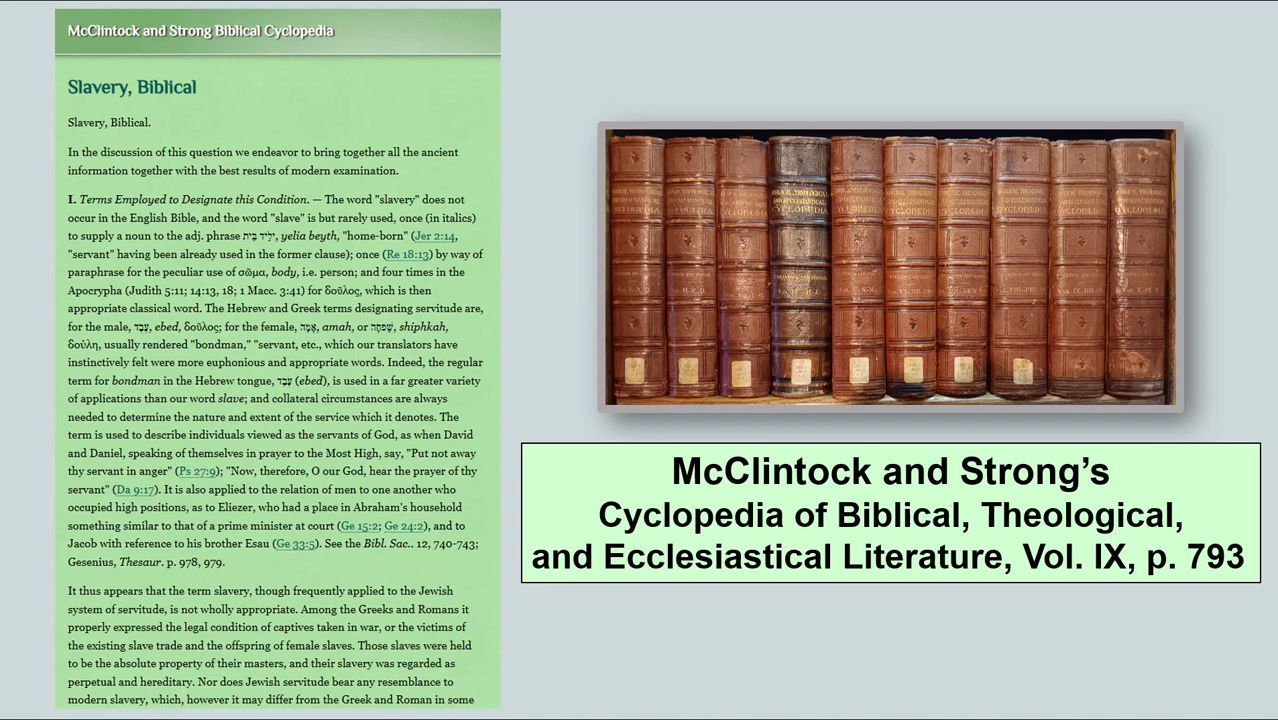 McClintock and Strong Biblical Cyclopedia
Slavery, Biblical
Slavery, Biblical.
In the discussion of this question we endeavor to bring together all the ancient
information together with the best results of modern examination.
I. Terms Employed to Designate this Condition. — The word "slavery" does not
occur in the English Bible, and the word "slave" is but rarely used, once (in italics)
to supply a noun to the adj. phrase יְלַיד בִּיַת, yelia beyth, "home-born" (Jer 2:14,
"servant" having been already used in the former clause); once (Re 18:13) by way of
paraphrase for the peculiar use of σῶμα, body, i.e. person; and four times in the
Apocrypha (Judith 5:11; 14:13, 18; 1 Macc. 3:41) for δοῦλος, which is then
appropriate classical word. The Hebrew and Greek terms designating servitude are,
for the male, עֶבֶד, ebed, δοῦλος; for the female, אָמָה, amah, or שַׁפְחָה, shiphkah,
δούλη, usually rendered "bondman," "servant, etc., which our translators have
instinctively felt were more euphonious and appropriate words. Indeed, the regular
term for bondman in the Hebrew tongue, עֶבֶד (ebed), is used in a far greater variety
of applications than our word slave; and collateral circumstances are always
needed to determine the nature and extent of the service which it denotes. The
term is used to describe individuals viewed as the servants of God, as when David
and Daniel, speaking of themselves in prayer to the Most High, say, "Put not away
thy servant in anger" (Ps 27:9); "Now, therefore, O our God, hear the prayer of thy
servant" (Da 9:17). It is also applied to the relation of men to one another who
occupied high positions, as to Eliezer, who had a place in Abraham's household
something similar to that of a prime minister at court (Ge 15:2; Ge 24:2), and to
Jacob with reference to his brother Esau (Ge 33:5). See the Bibl. Sac.. 12, 740-743;
Gesenius, Thesaur. p. 978, 979.
It thus appears that the term slavery, though frequently applied to the Jewish
system of servitude, is not wholly appropriate. Among the Greeks and Romans it
properly expressed the legal condition of captives taken in war, or the victims of
the existing slave trade and the offspring of female slaves. Those slaves were held
to be the absolute property of their masters, and their slavery was regarded as
perpetual and hereditary. Nor does Jewish servitude bear any resemblance to
modern slavery, which, however it may differ from the Greek and Roman in some
McClintock and Strong's
Cyclopedia of Biblical, Theological,
and Ecclesiastical Literature, Vol. IX, p. 793